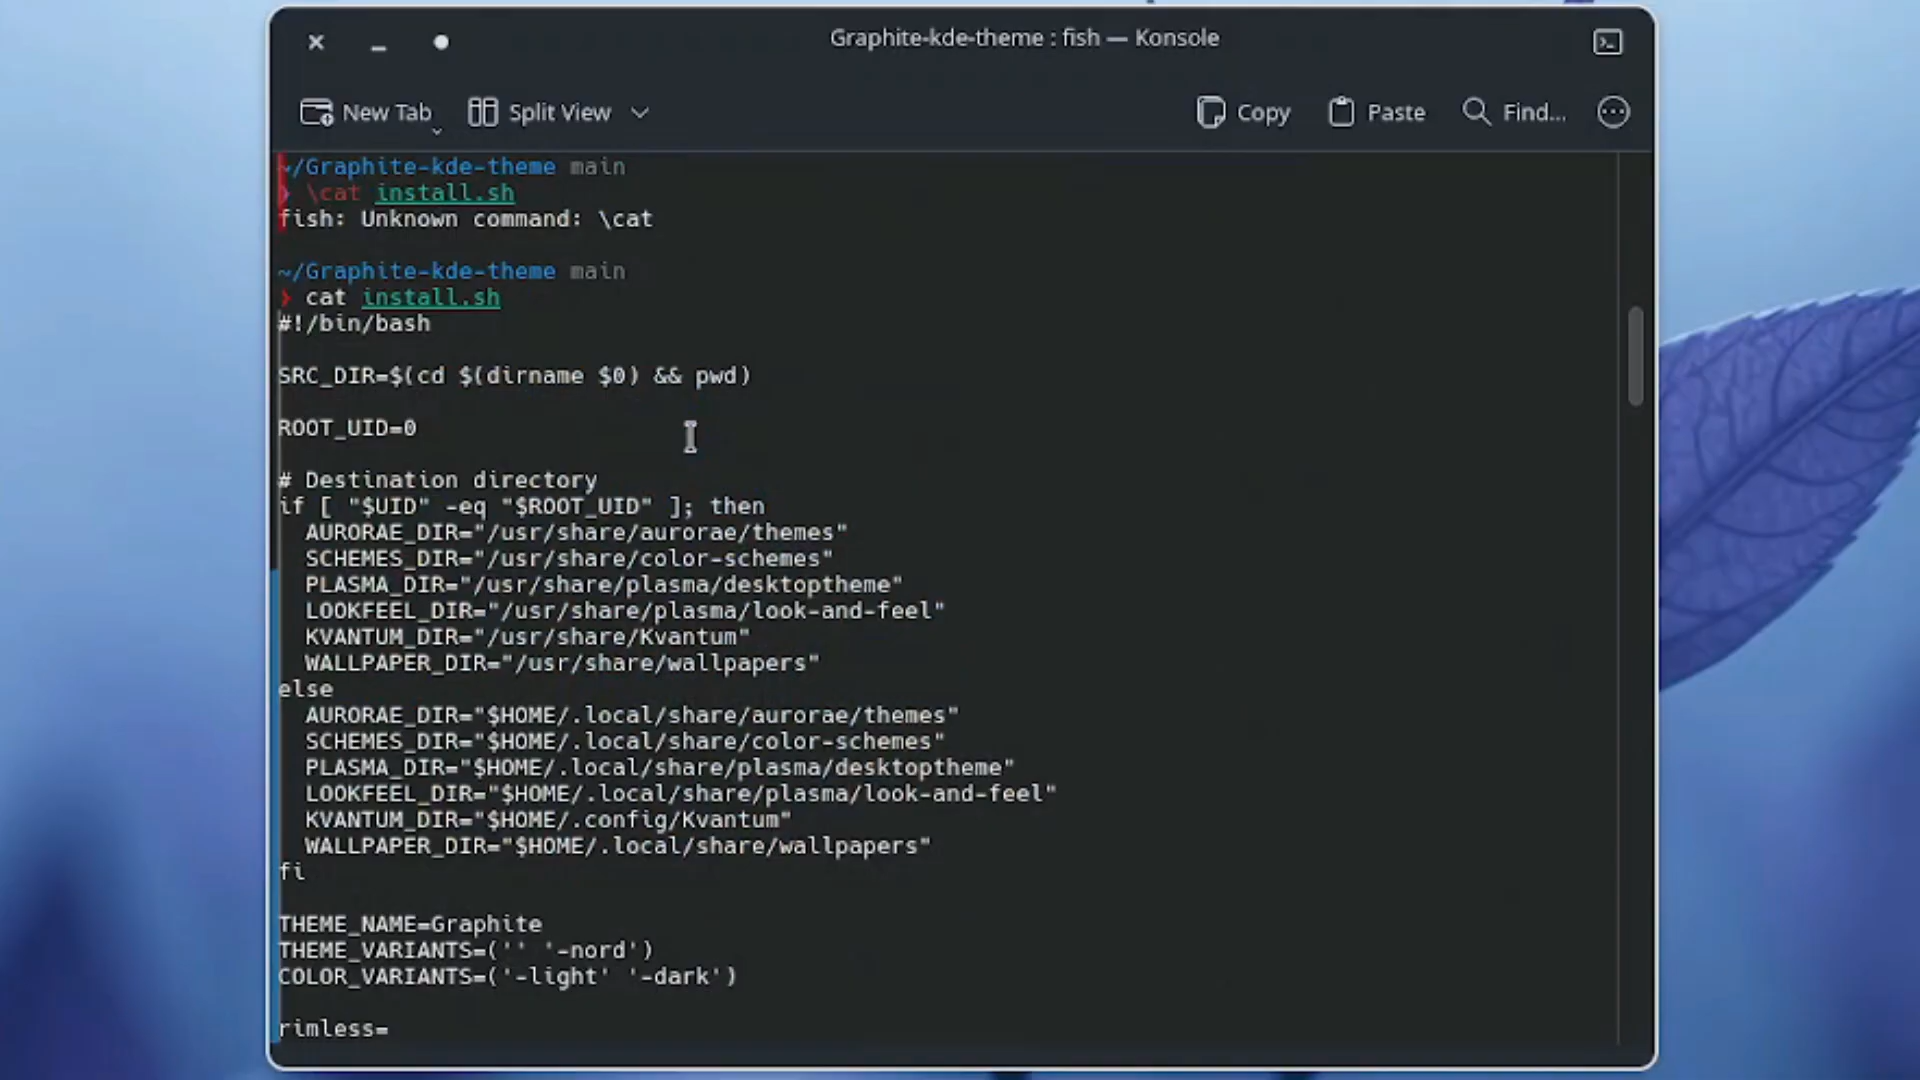 Graphite-kde-theme : fish — Konsole
New Tab Split View Copy Paste Find...
~/Graphite-kde-theme main
❯ \cat install.sh
fish: Unknown command: \cat
~/Graphite-kde-theme main
❯ cat install.sh
#!/bin/bash
SRC_DIR=$(cd $(dirname $0) && pwd)
ROOT_UID=0
# Destination directory
if [ "$UID" -eq "$ROOT_UID" ]; then
  AURORAE_DIR="/usr/share/aurorae/themes"
  SCHEMES_DIR="/usr/share/color-schemes"
  PLASMA_DIR="/usr/share/plasma/desktoptheme"
  LOOKFEEL_DIR="/usr/share/plasma/look-and-feel"
  KVANTUM_DIR="/usr/share/Kvantum"
  WALLPAPER_DIR="/usr/share/wallpapers"
else
  AURORAE_DIR="$HOME/.local/share/aurorae/themes"
  SCHEMES_DIR="$HOME/.local/share/color-schemes"
  PLASMA_DIR="$HOME/.local/share/plasma/desktoptheme"
  LOOKFEEL_DIR="$HOME/.local/share/plasma/look-and-feel"
  KVANTUM_DIR="$HOME/.config/Kvantum"
  WALLPAPER_DIR="$HOME/.local/share/wallpapers"
fi
THEME_NAME=Graphite
THEME_VARIANTS=('' '-nord')
COLOR_VARIANTS=('-light' '-dark')
rimless=